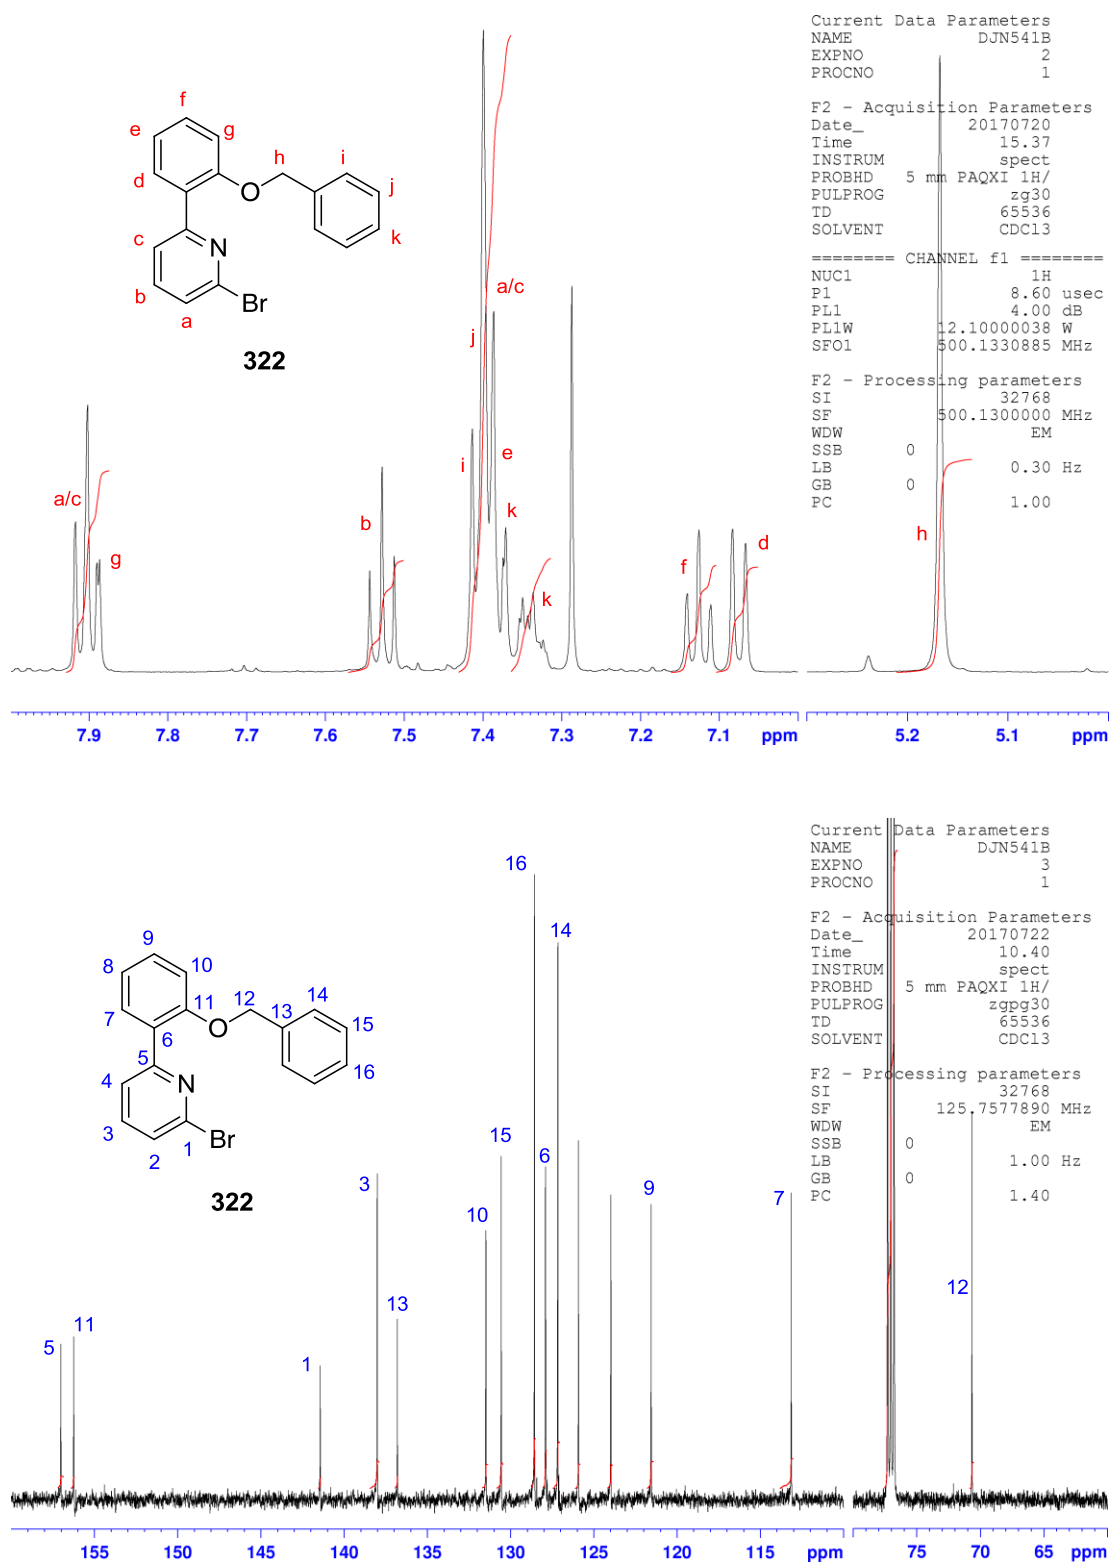 Current Data Parameters
NAME DJN541B
EXPNO 2
PROCNO 1
F2 - Acquisition Parameters
Date_ 20170720
Time 15.37
INSTRUM spect
PROBHD 5 mm PAQXI 1H/
PULPROG zg30
TD 65536
SOLVENT CDCl3
======== CHANNEL f1 ========
NUC1 1H
P1 8.60 usec
PL1 4.00 dB
PL1W 12.10000038 W
SFO1 500.1330885 MHz
F2 - Processing parameters
SI 32768
SF 500.1300000 MHz
WDW EM
SSB 0
LB 0.30 Hz
GB 0
PC 1.00
f
e g
h i
d O j
c N k
b Br
a
322
a/c
j
i e
a/c k
g b k f d h
7.9 7.8 7.7 7.6 7.5 7.4 7.3 7.2 7.1 ppm 5.2 5.1 ppm
Current Data Parameters
NAME DJN541B
EXPNO 3
PROCNO 1
F2 - Acquisition Parameters
Date_ 20170722
Time 10.40
INSTRUM spect
PROBHD 5 mm PAQXI 1H/
PULPROG zgpg30
TD 65536
SOLVENT CDCl3
F2 - Processing parameters
SI 32768
SF 125.7577890 MHz
WDW EM
SSB 0
LB 1.00 Hz
GB 0
PC 1.40
9
8 10
11 12 13 14
7 6 O 15
5 16
4 N
3 1 Br
2
322
16
14
15
3 6 9 7
10
13 12
5 11
1
155 150 145 140 135 130 125 120 115 ppm 75 70 65 ppm